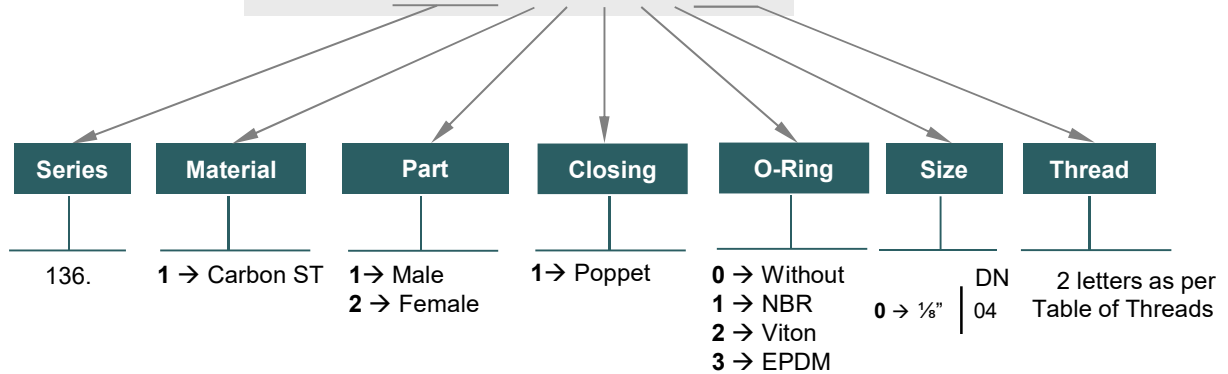 Series
Material
Part
Closing
O-Ring
Size
Thread
136.
1 → Carbon ST
1→ Male
2 → Female
1→ Poppet
0 → Without
1 → NBR
2 → Viton
3 → EPDM
DN
0 → ⅛” 04
2 letters as per
Table of Threads